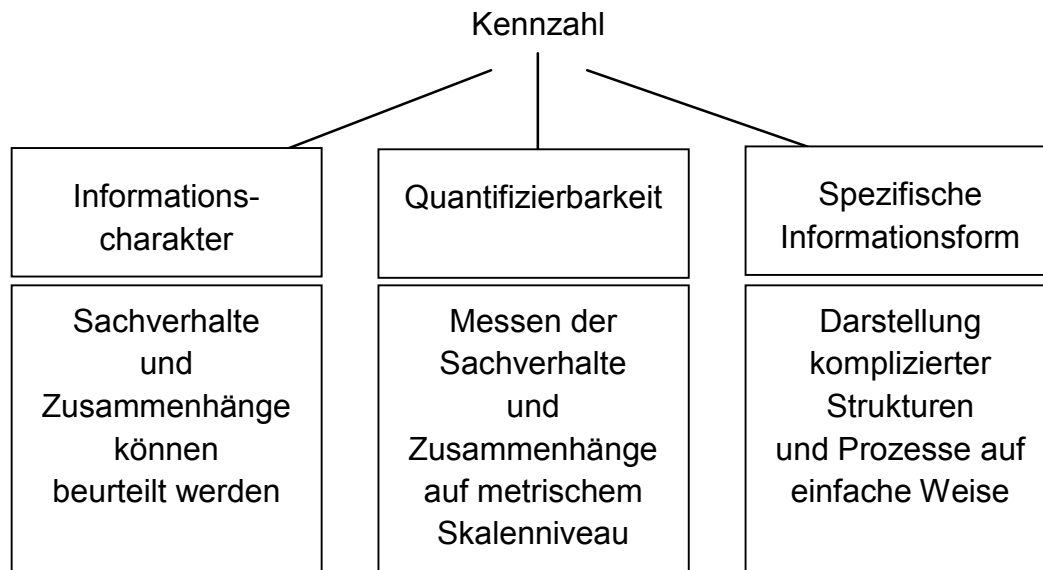 Kennzahl
Informations-
charakter
Sachverhalte
und
Zusammenhänge
können
beurteilt werden
Quantifizierbarkeit
Messen der
Sachverhalte
und
Zusammenhänge
auf metrischem
Skalenniveau
Spezifische
Informationsform
Darstellung
komplizierter
Strukturen
und Prozesse auf
einfache Weise